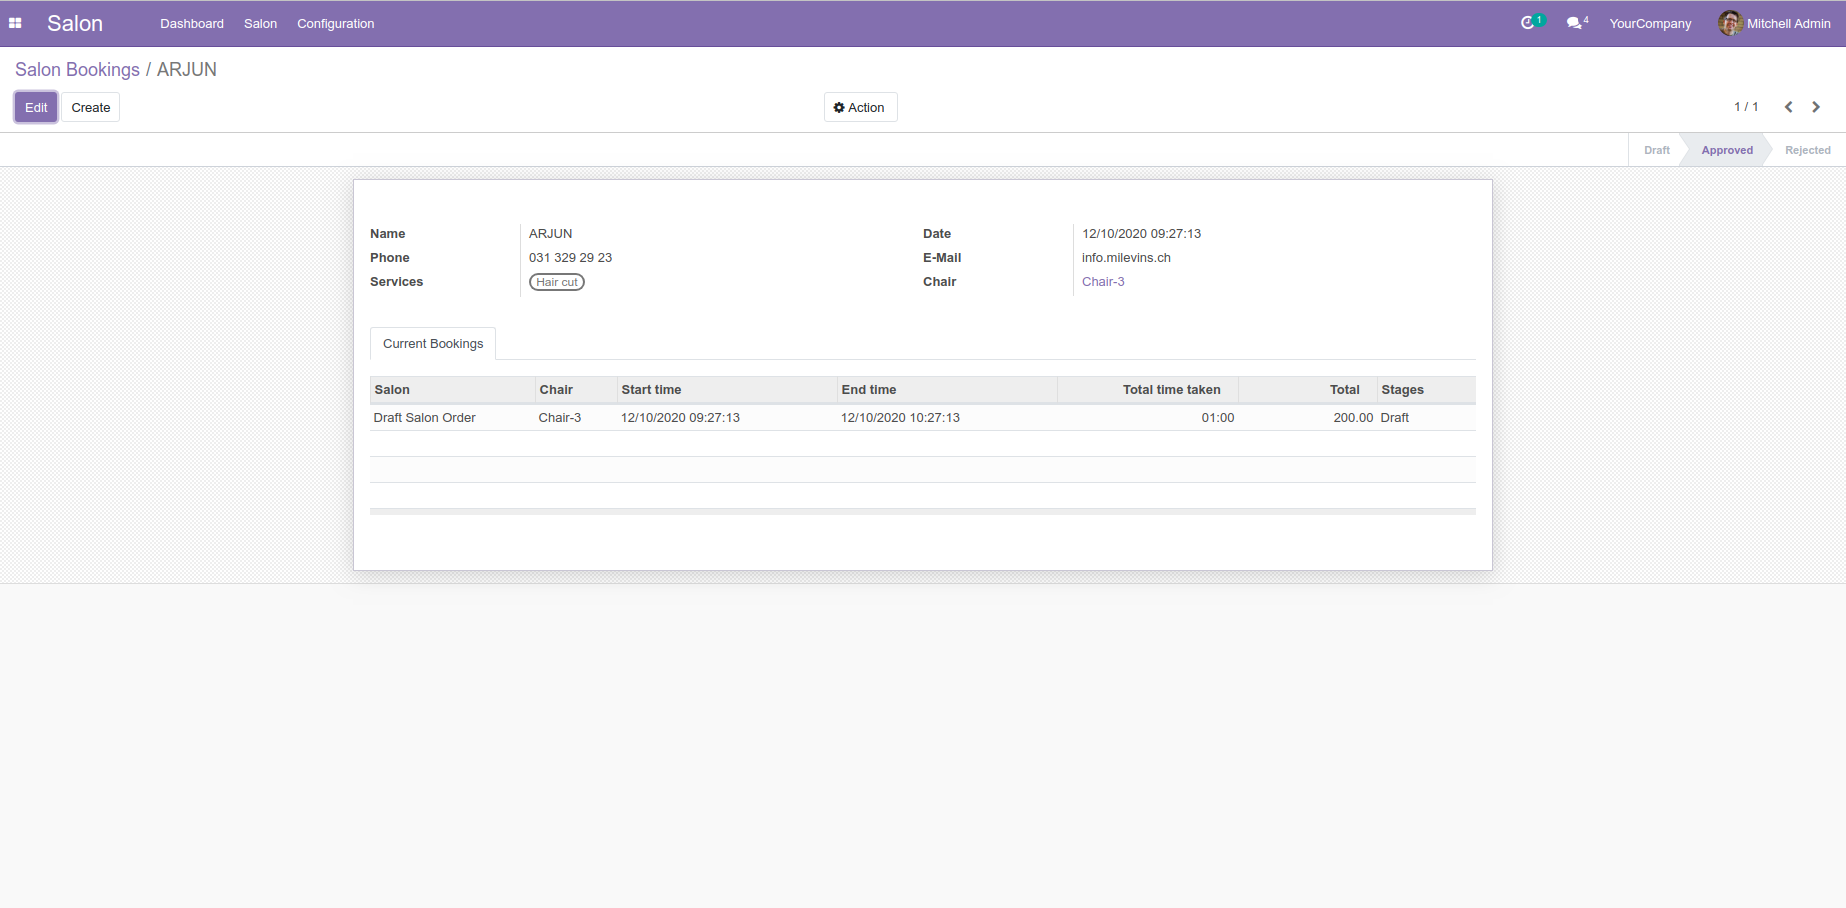 Salon Dashboard Salon Configuration 1 4 YourCompany Mitchell Admin
Salon Bookings / ARJUN
Edit Create Action 1 / 1
Draft Approved Rejected
Name ARJUN Date 12/10/2020 09:27:13
Phone 031 329 29 23 E-Mail info.milevins.ch
Services Hair cut Chair Chair-3
Current Bookings
Salon Chair Start time End time Total time taken Total Stages
Draft Salon Order Chair-3 12/10/2020 09:27:13 12/10/2020 10:27:13 01:00 200.00 Draft